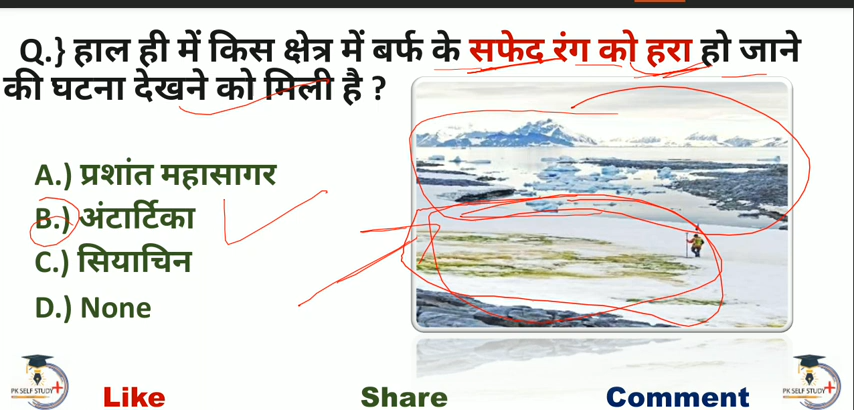 Q.} हाल ही में किस क्षेत्र में बर्फ के सफेद रंग को हरा हो जाने
की घटना देखने को मिली है ?
A.) प्रशांत महासागर
B.) अंटार्टिका
C.) सियाचिन
D.) None
PK SELF STUDY
Like
Share
Comment
PK SELF STUDY